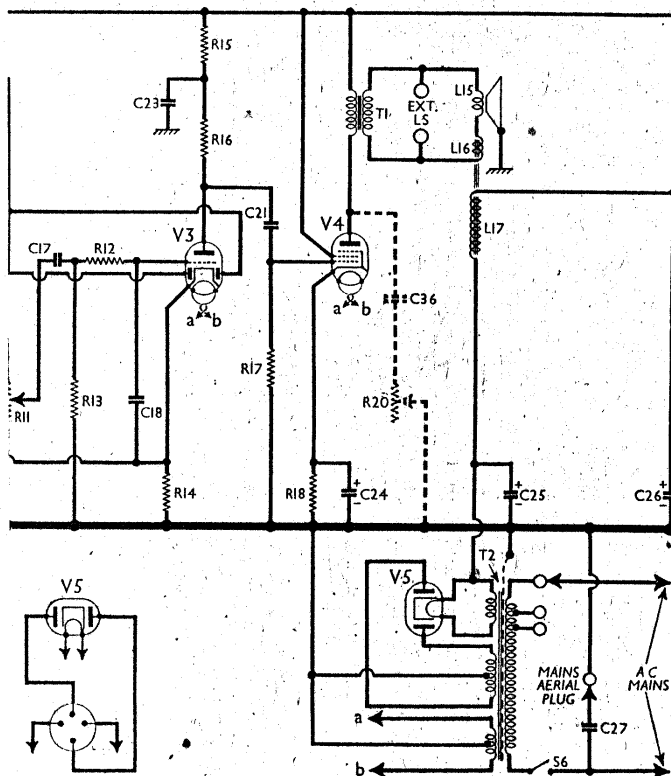 R15
C23
R16
T1
EXT.
LS
L15
L16
V3
C21
V4
L17
C17
R12
a
b
a
b
C36
R17
R11
R13
C18
R20
R14
R18
+
C24
-
+
C25
-
+
C26
-
V5
V5
T2
MAINS
AERIAL
PLUG
A C
MAINS
a
C27
b
S6